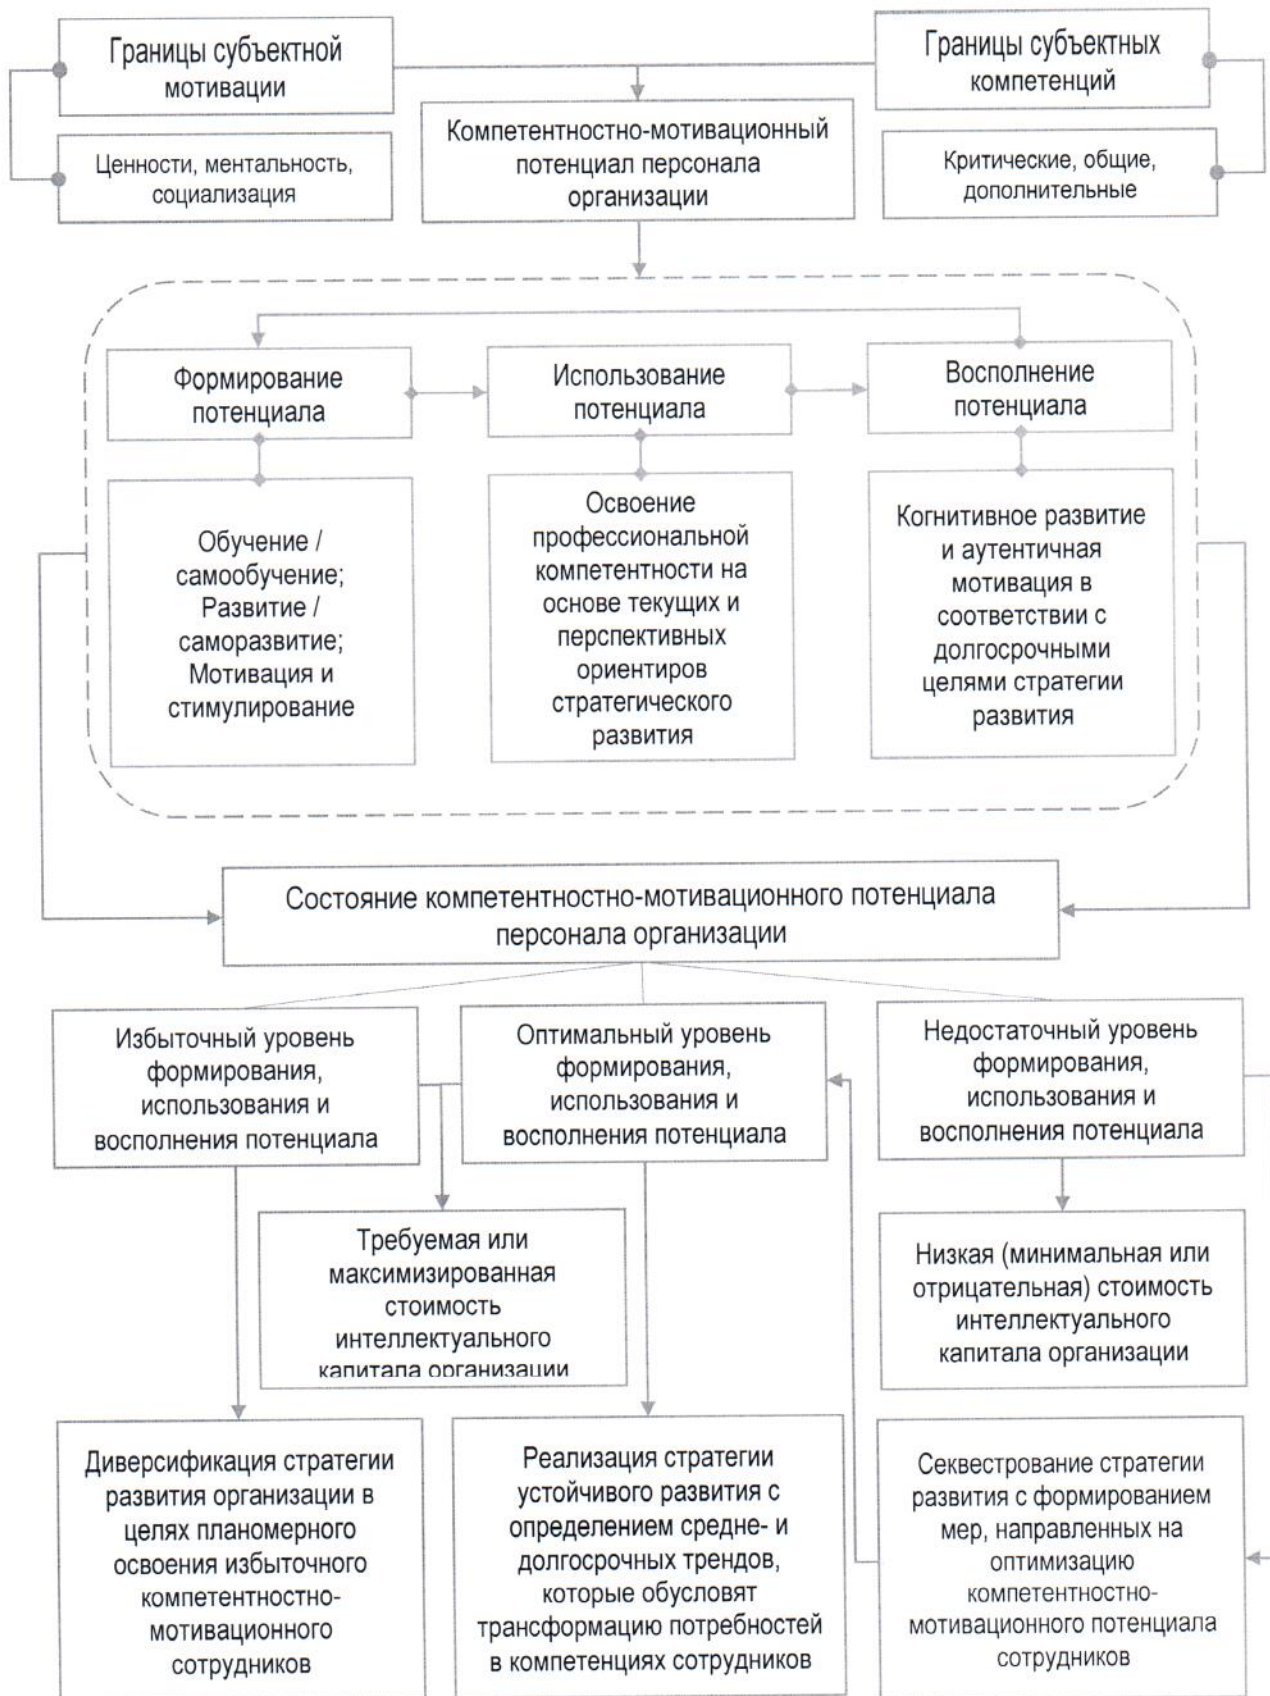 Границы субъектной
мотивации
Границы субъектных
компетенций
Компетентностно-мотивационный
потенциал персонала
организации
Ценности, ментальность,
социализация
Критические, общие,
дополнительные
Формирование
потенциала
Использование
потенциала
Восполнение
потенциала
Обучение /
самообучение;
Развитие /
саморазвитие;
Мотивация и
стимулирование
Освоение
профессиональной
компетентности на
основе текущих и
перспективных
ориентиров
стратегического
развития
Когнитивное развитие
и аутентичная
мотивация в
соответствии с
долгосрочными
целями стратегии
развития
Состояние компетентностно-мотивационного потенциала
персонала организации
Избыточный уровень
формирования,
использования и
восполнения потенциала
Оптимальный уровень
формирования,
использования и
восполнения потенциала
Недостаточный уровень
формирования,
использования и
восполнения потенциала
Требуемая или
максимизированная
стоимость
интеллектуального
капитала организации
Низкая (минимальная или
отрицательная) стоимость
интеллектуального
капитала организации
Диверсификация стратегии
развития организации в
целях планомерного
освоения избыточного
компетентностно-
мотивационного
сотрудников
Реализация стратегии
устойчивого развития с
определением средне- и
долгосрочных трендов,
которые обусловят
трансформацию потребностей
в компетенциях сотрудников
Секвестрование стратегии
развития с формированием
мер, направленных на
оптимизацию
компетентностно-
мотивационного потенциала
сотрудников